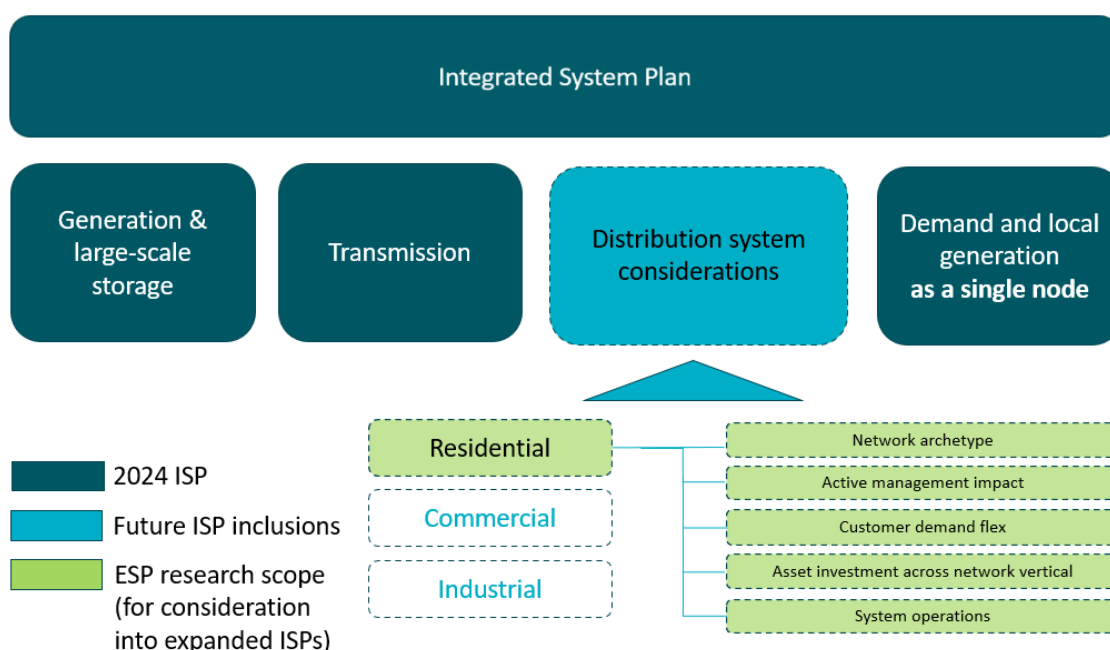 Integrated System Plan
Generation &
large-scale
storage
Transmission
Distribution system
considerations
Demand and local
generation
as a single node
2024 ISP
Future ISP inclusions
ESP research scope
(for consideration
into expanded ISPs)
Residential
Commercial
Industrial
Network archetype
Active management impact
Customer demand flex
Asset investment across network vertical
System operations